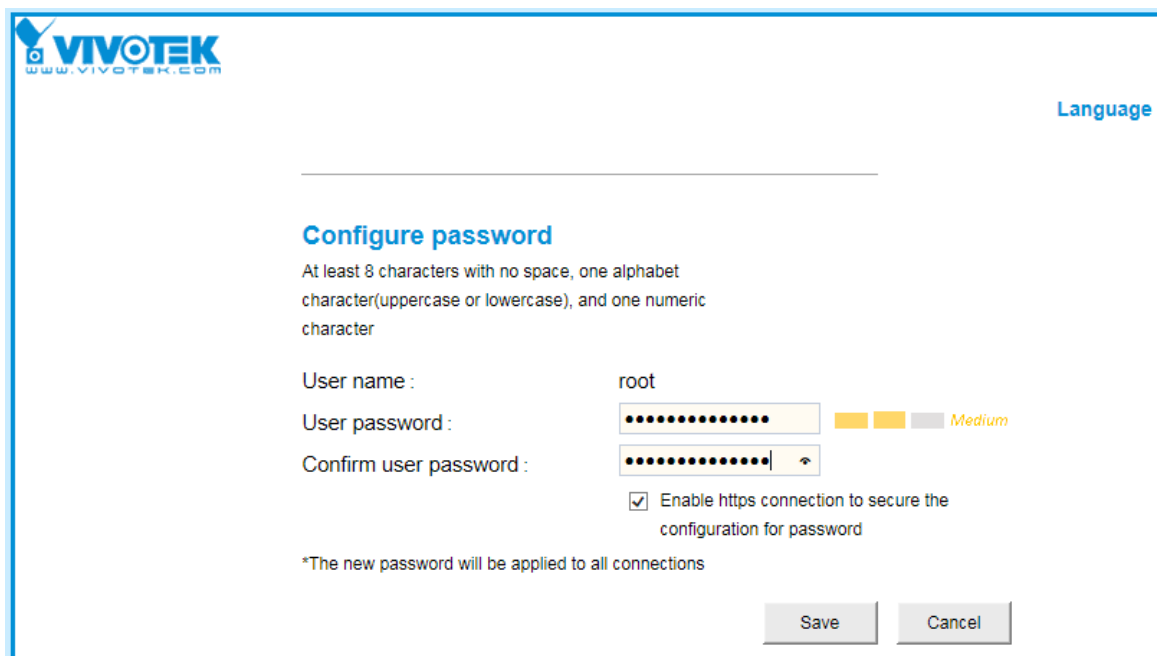 VIVOTEK
www.vivotek.com
Language
Configure password
At least 8 characters with no space, one alphabet
character(uppercase or lowercase), and one numeric
character
User name : root
User password : •••••••••••••• Medium
Confirm user password : ••••••••••••••
Enable https connection to secure the
configuration for password
*The new password will be applied to all connections
Save Cancel